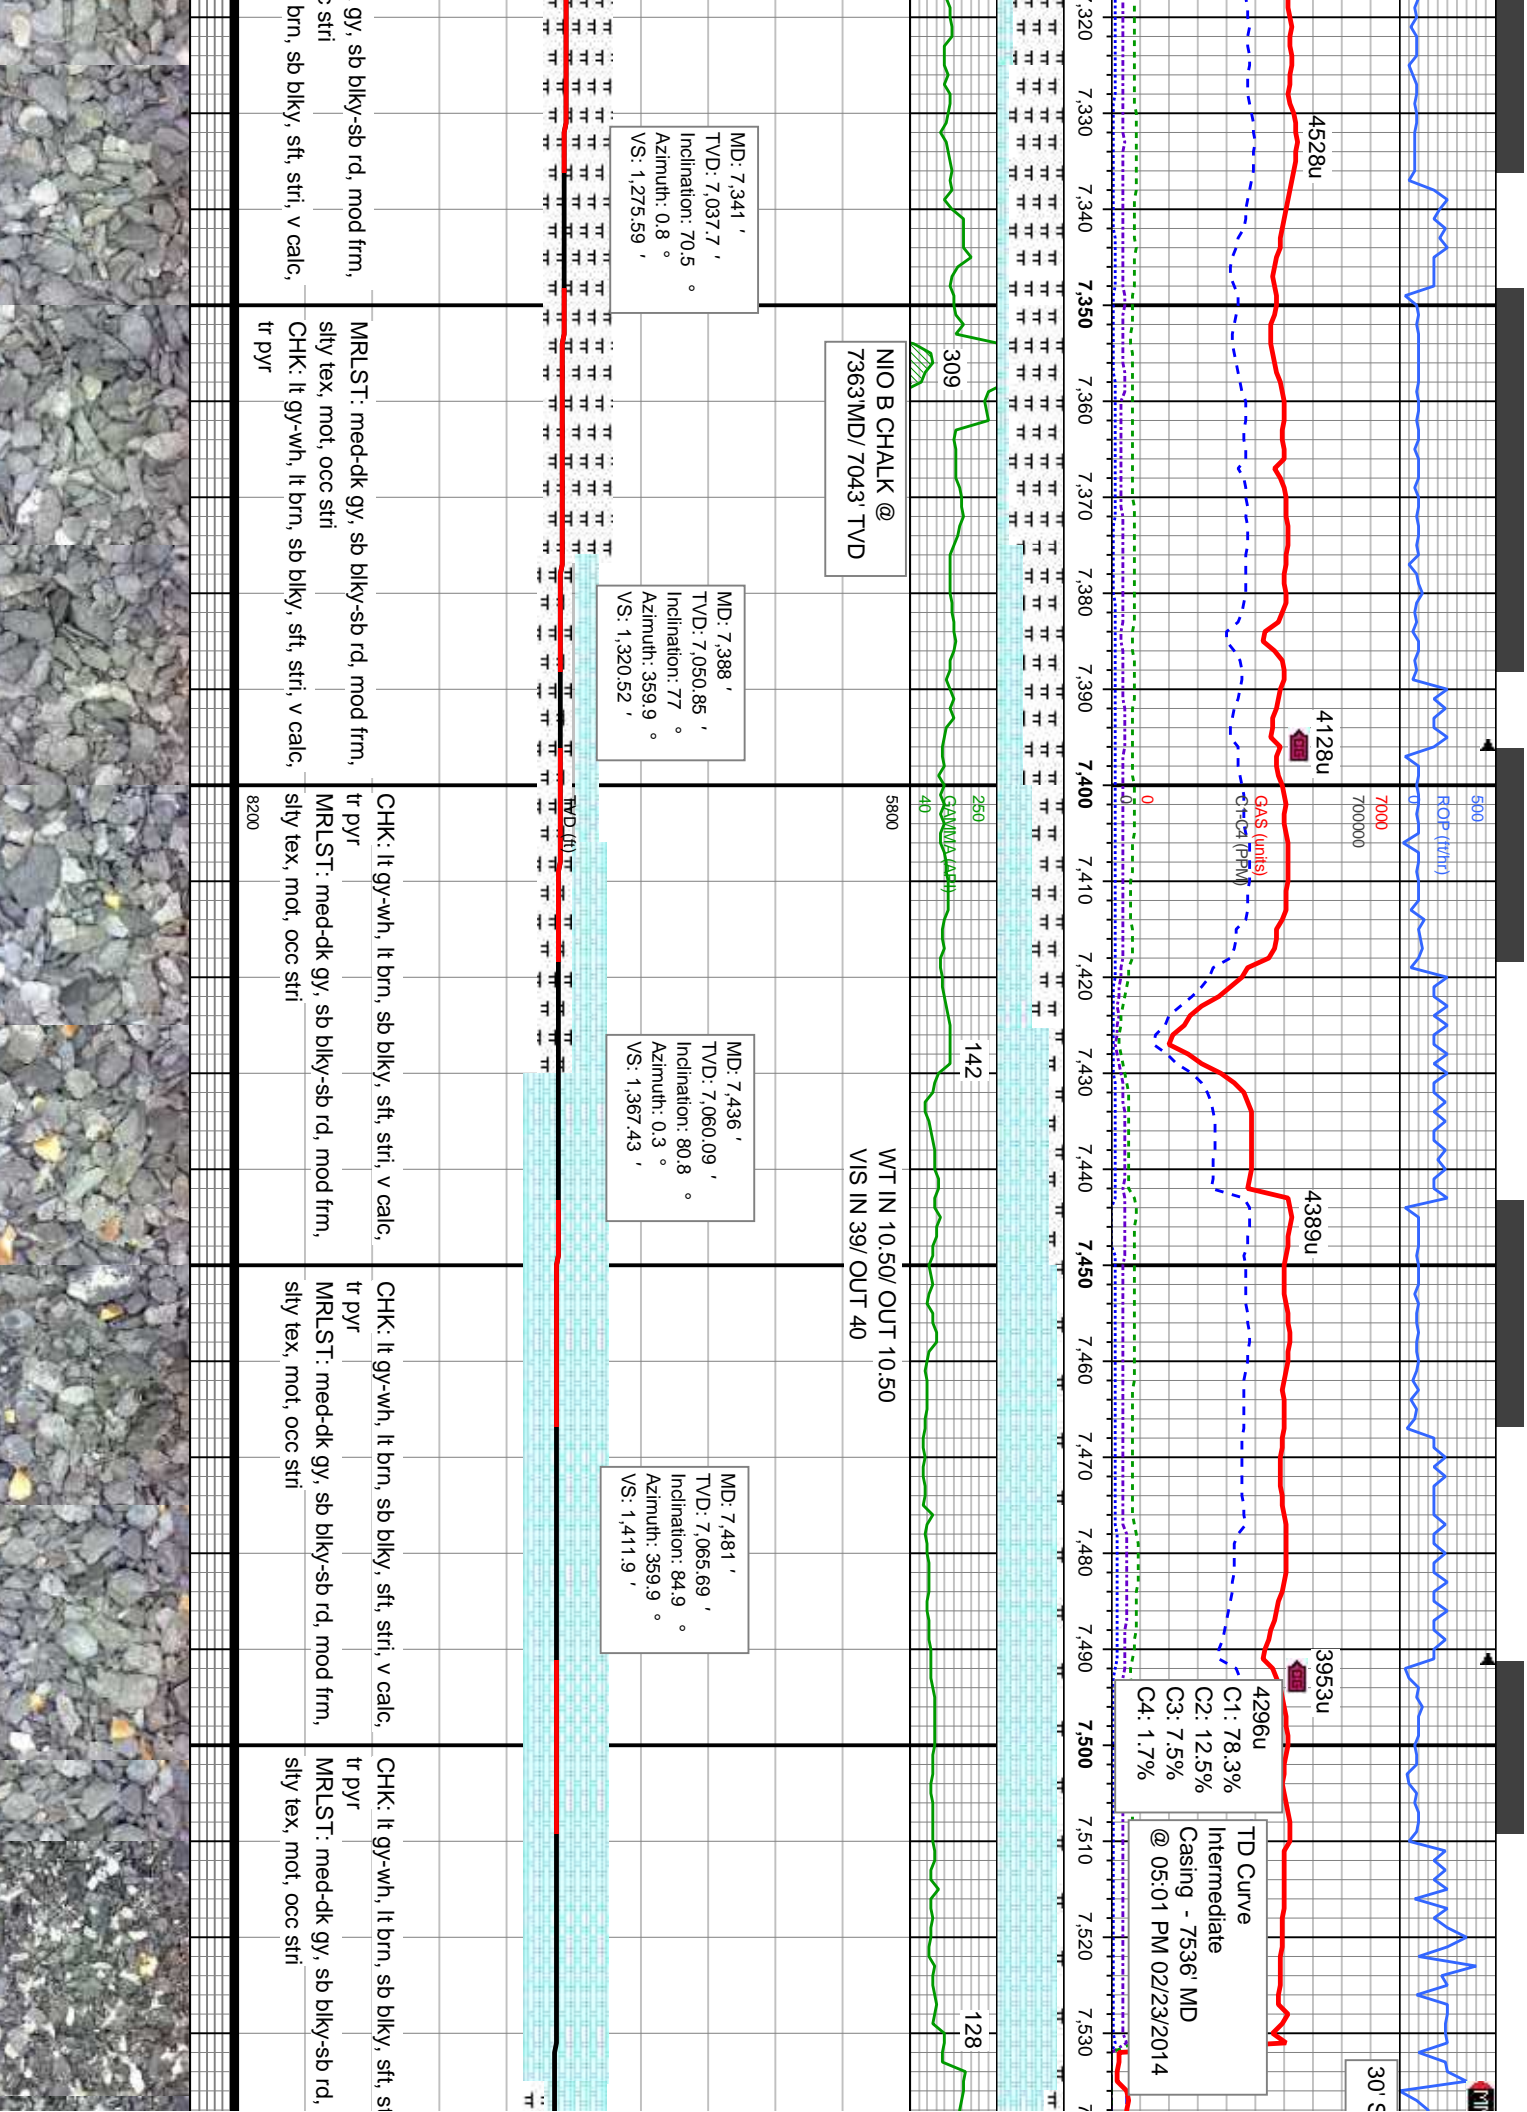 500
ROP (ft/hr)
0
7000
700000
GAS (units)
C1-C4 (PPM)
0
0
4528u
4128u
4389u
3953u
4296u
C1: 78.3%
C2: 12.5%
C3: 7.5%
C4: 1.7%
TD Curve
Intermediate
Casing - 7536' MD
@ 05:01 PM 02/23/2014
7,320
7,330
7,340
7,350
7,360
7,370
7,380
7,390
7,400
7,410
7,420
7,430
7,440
7,450
7,460
7,470
7,480
7,490
7,500
7,510
7,520
7,530
250
GAMMA (API)
40
309
142
128
5800
NIO B CHALK @
7363'MD/ 7043' TVD
WT IN 10.50/ OUT 10.50
VIS IN 39/ OUT 40
MD: 7,341 '
TVD: 7,037.7 '
Inclination: 70.5 °
Azimuth: 0.8 °
VS: 1,275.59 '
MD: 7,388 '
TVD: 7,050.85 '
Inclination: 77 °
Azimuth: 359.9 °
VS: 1,320.52 '
MD: 7,436 '
TVD: 7,060.09 '
Inclination: 80.8 °
Azimuth: 0.3 °
VS: 1,367.43 '
MD: 7,481 '
TVD: 7,065.69 '
Inclination: 84.9 °
Azimuth: 359.9 °
VS: 1,411.9 '
TVD (ft)
8200
gy, sb blky-sb rd, mod frm,
stri
brn, sb blky, sft, stri, v calc,
MRLST: med-dk gy, sb blky-sb rd, mod frm,
slty tex, mot, occ stri
CHK: lt gy-wh, lt brn, sb blky, sft, stri, v calc,
tr pyr
CHK: lt gy-wh, lt brn, sb blky, sft, stri, v calc,
tr pyr
MRLST: med-dk gy, sb blky-sb rd, mod frm,
slty tex, mot, occ stri
CHK: lt gy-wh, lt brn, sb blky, sft, stri, v calc,
tr pyr
MRLST: med-dk gy, sb blky-sb rd, mod frm,
slty tex, mot, occ stri
CHK: lt gy-wh, lt brn, sb blky, sft, st
tr pyr
MRLST: med-dk gy, sb blky-sb rd,
slty tex, mot, occ stri